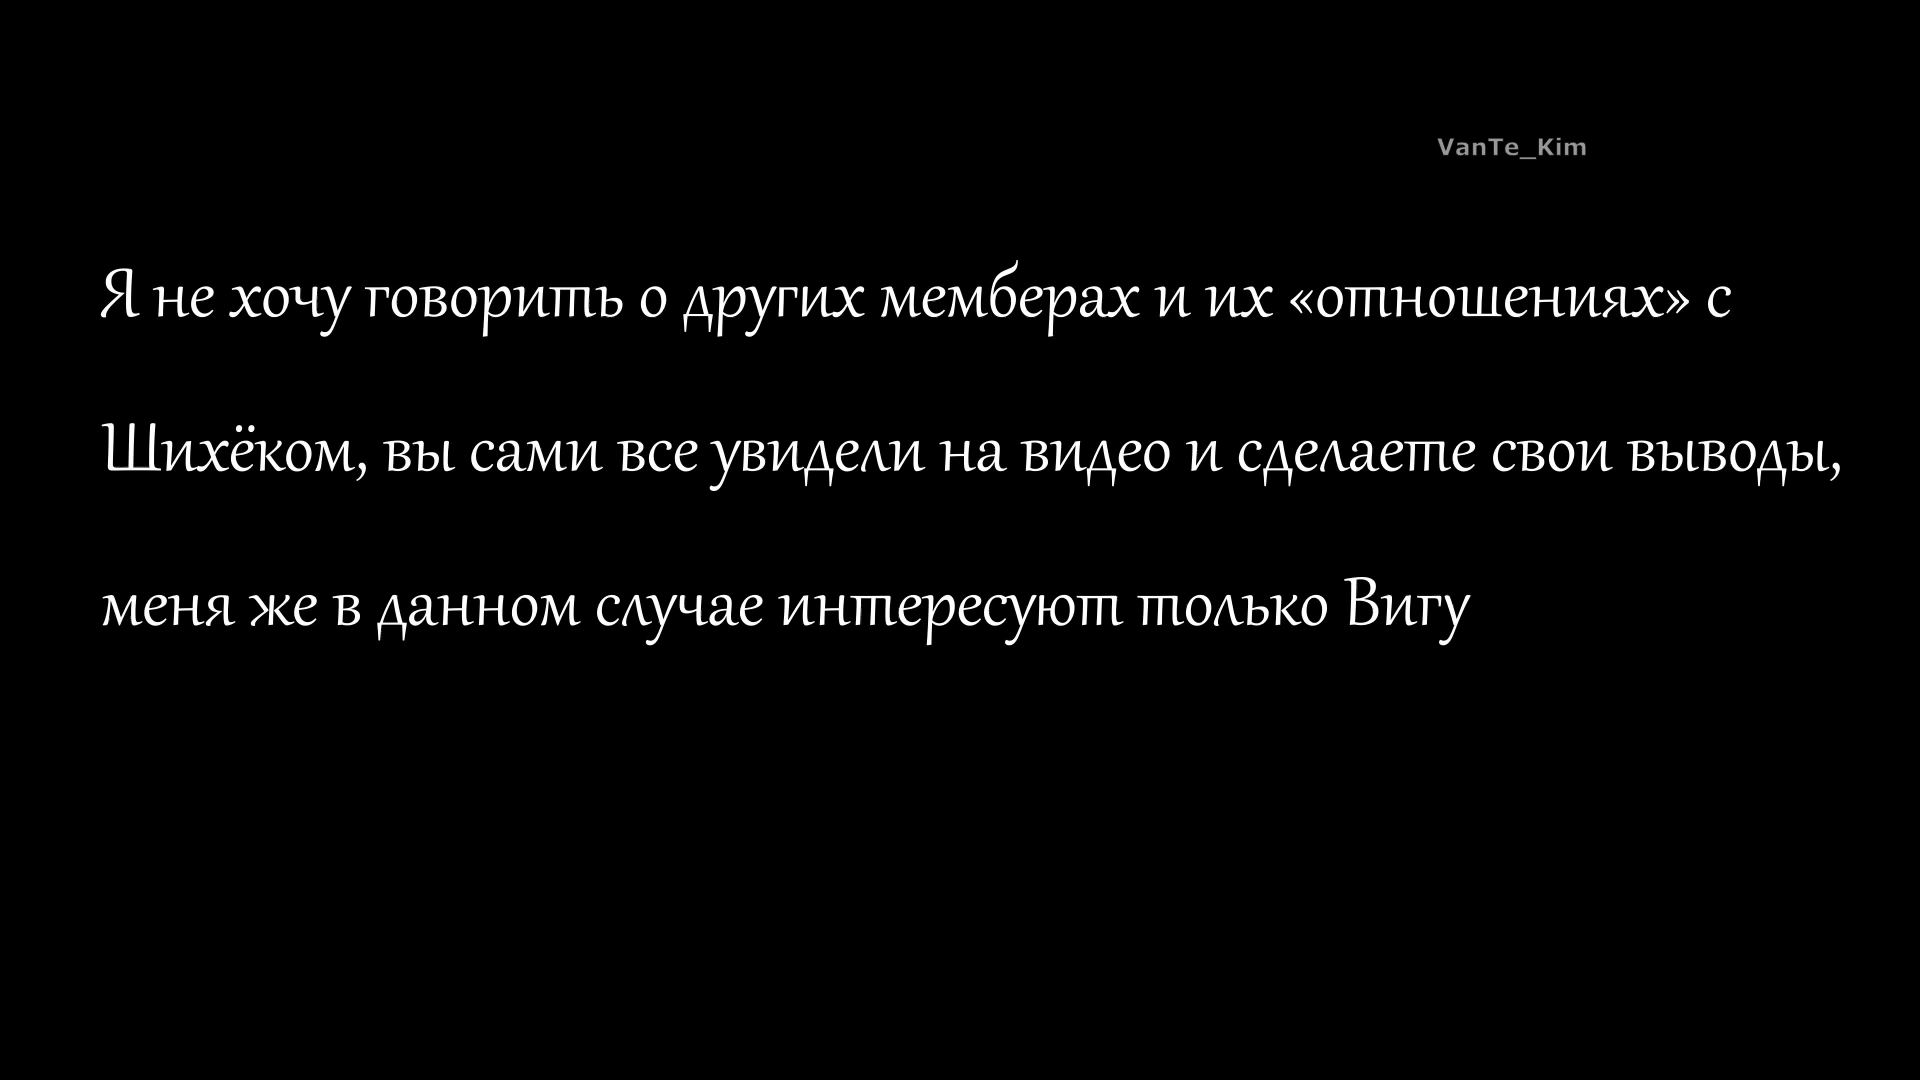 VanTe_Kim
Я не хочу говорить о других мемберах и их «отношениях» с
Шихёком, вы сами все увидели на видео и сделаете свои выводы,
меня же в данном случае интересуют только Вигу